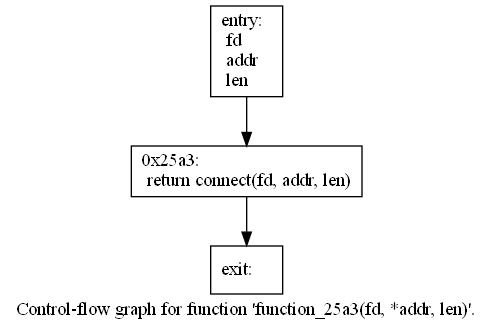 entry:
fd
addr
len
0x25a3:
return connect(fd, addr, len)
exit:
Control-flow graph for function 'function_25a3(fd, *addr, len)'.